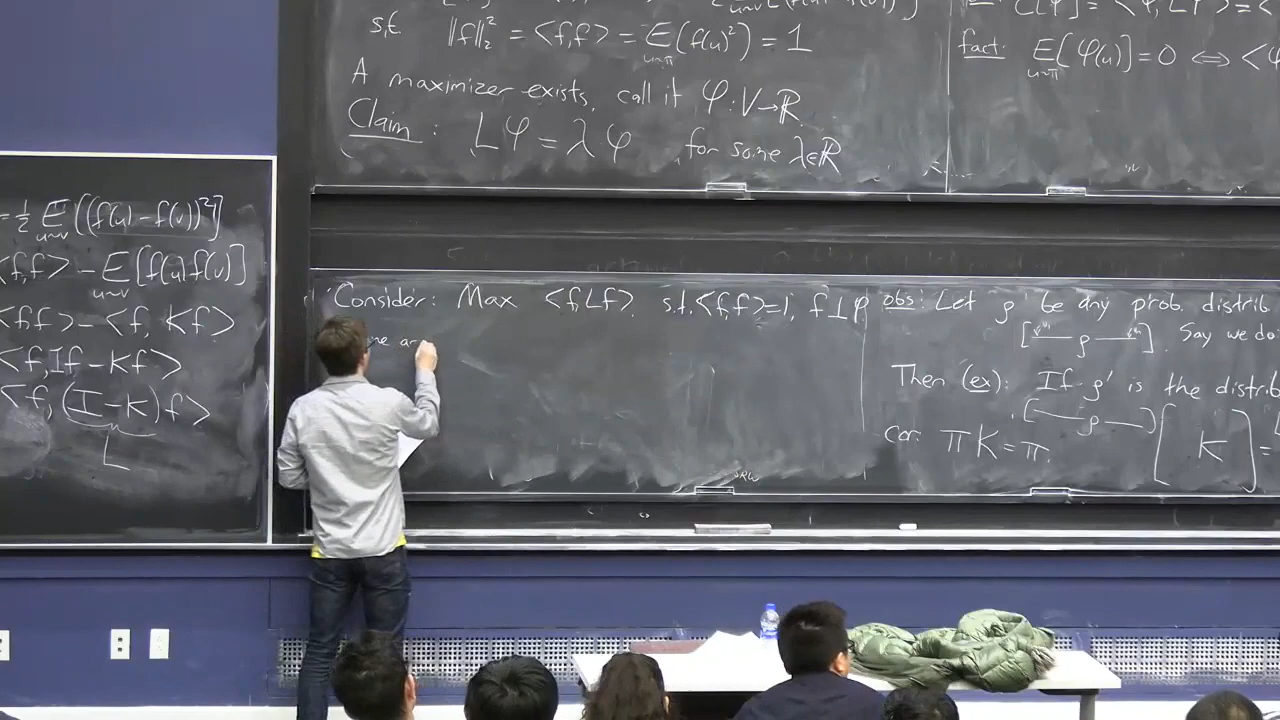 s.t. ‖f‖₂² = <f,f> = E_{u~π}(f(u)²) = 1
A maximizer exists, call it φ: V→ℝ.
Claim: Lφ = λφ for some λ∈ℝ
fact: E_{u~π}[φ(u)] = 0 ⇔ <φ
= ½ E_{u~v}[(f(u) - f(v))²]
<f,f> - E_{u~v}[f(u)f(v)]
<f,f> - <f, Kf>
<f, If - Kf>
<f, (I-K)f>
L
Consider: Max <f,Lf> s.t. <f,f>=1, f⊥φ
obs: Let ρ be any prob. distrib
[ — ρ — ]. Say we do
Then (ex): If ρ' is the distrib
[ — ρ — ] [ K ] =
cor: πK = π.